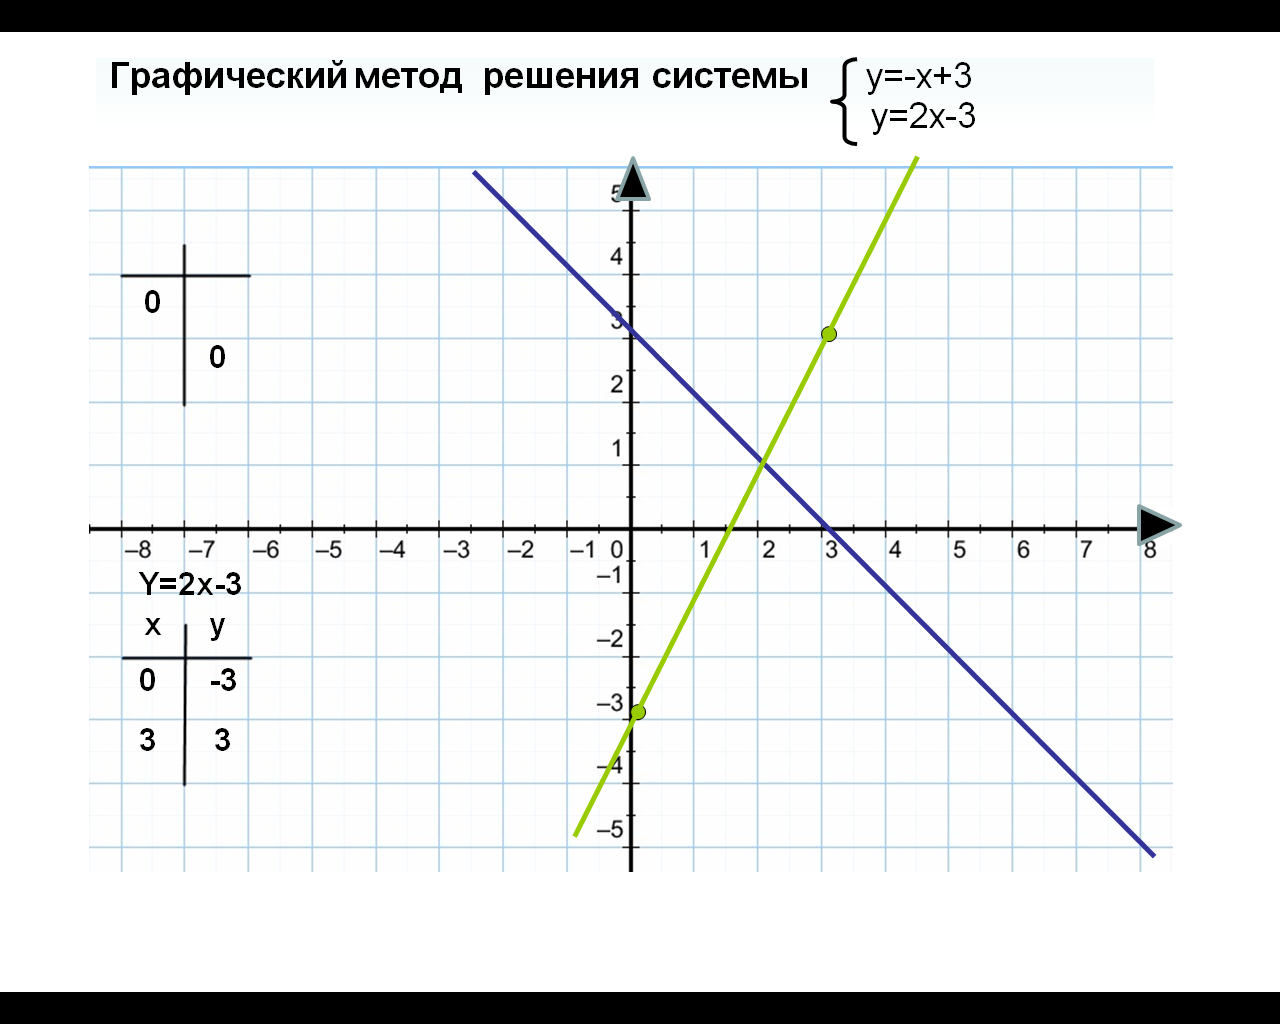 Графический метод решения системы
y=-x+3
y=2x-3
5
4
3
2
1
0
0
–8 –7 –6 –5 –4 –3 –2 –1 0 1 2 3 4 5 6 7 8
–1
–2
–3
–4
–5
Y=2x-3
x y
0 -3
3 3